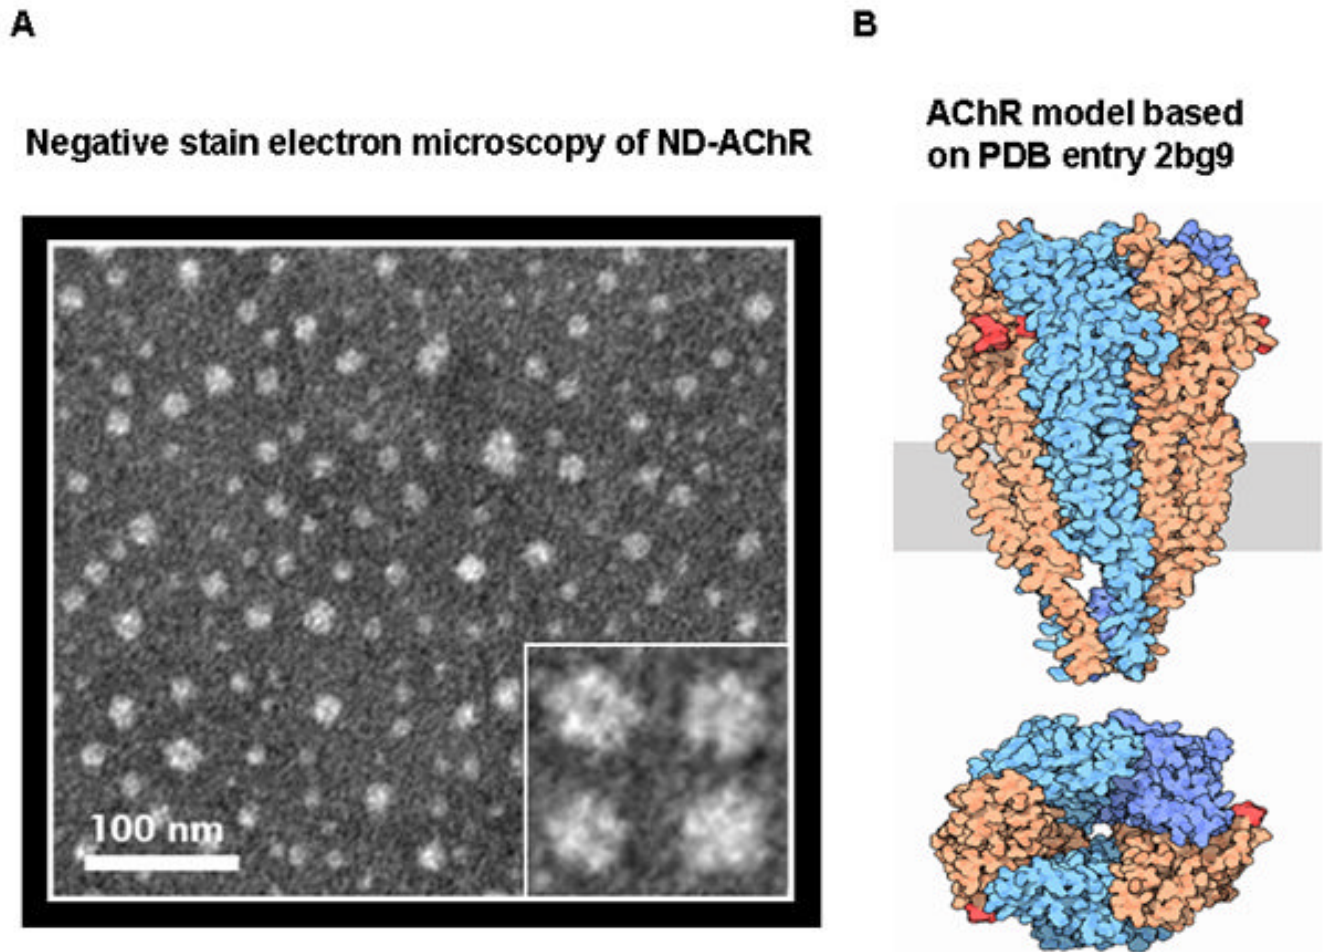 A
B
Negative stain electron microscopy of ND-AChR
AChR model based
on PDB entry 2bg9
100 nm